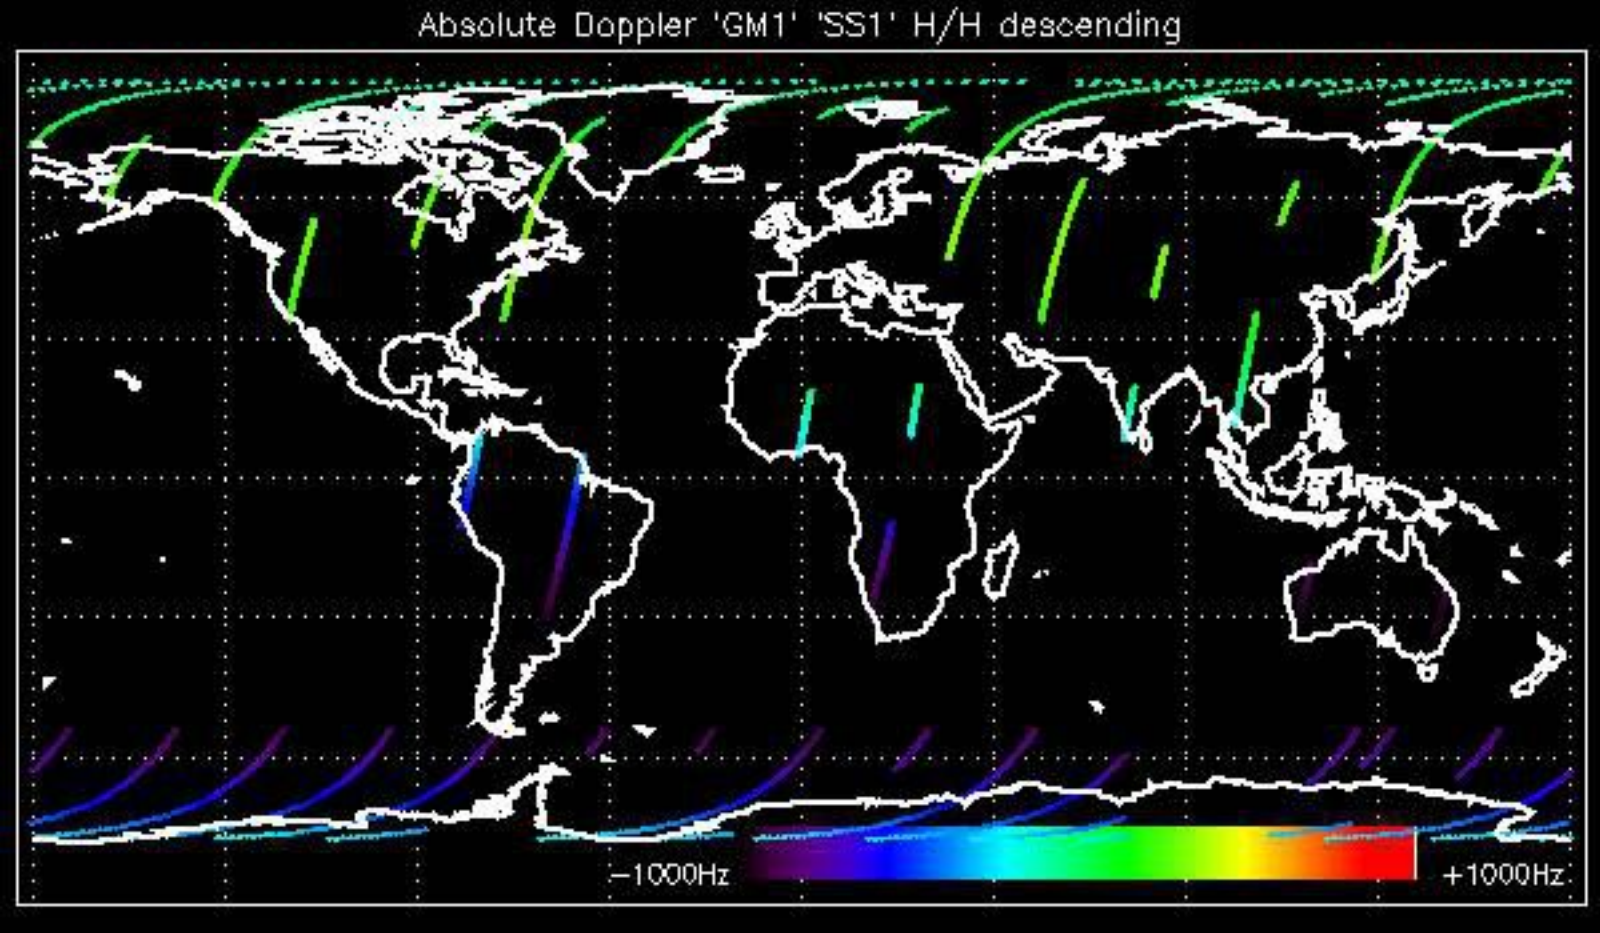 Absolute Doppler 'GM1' 'SS1' H/H descending
−1000Hz +1000Hz